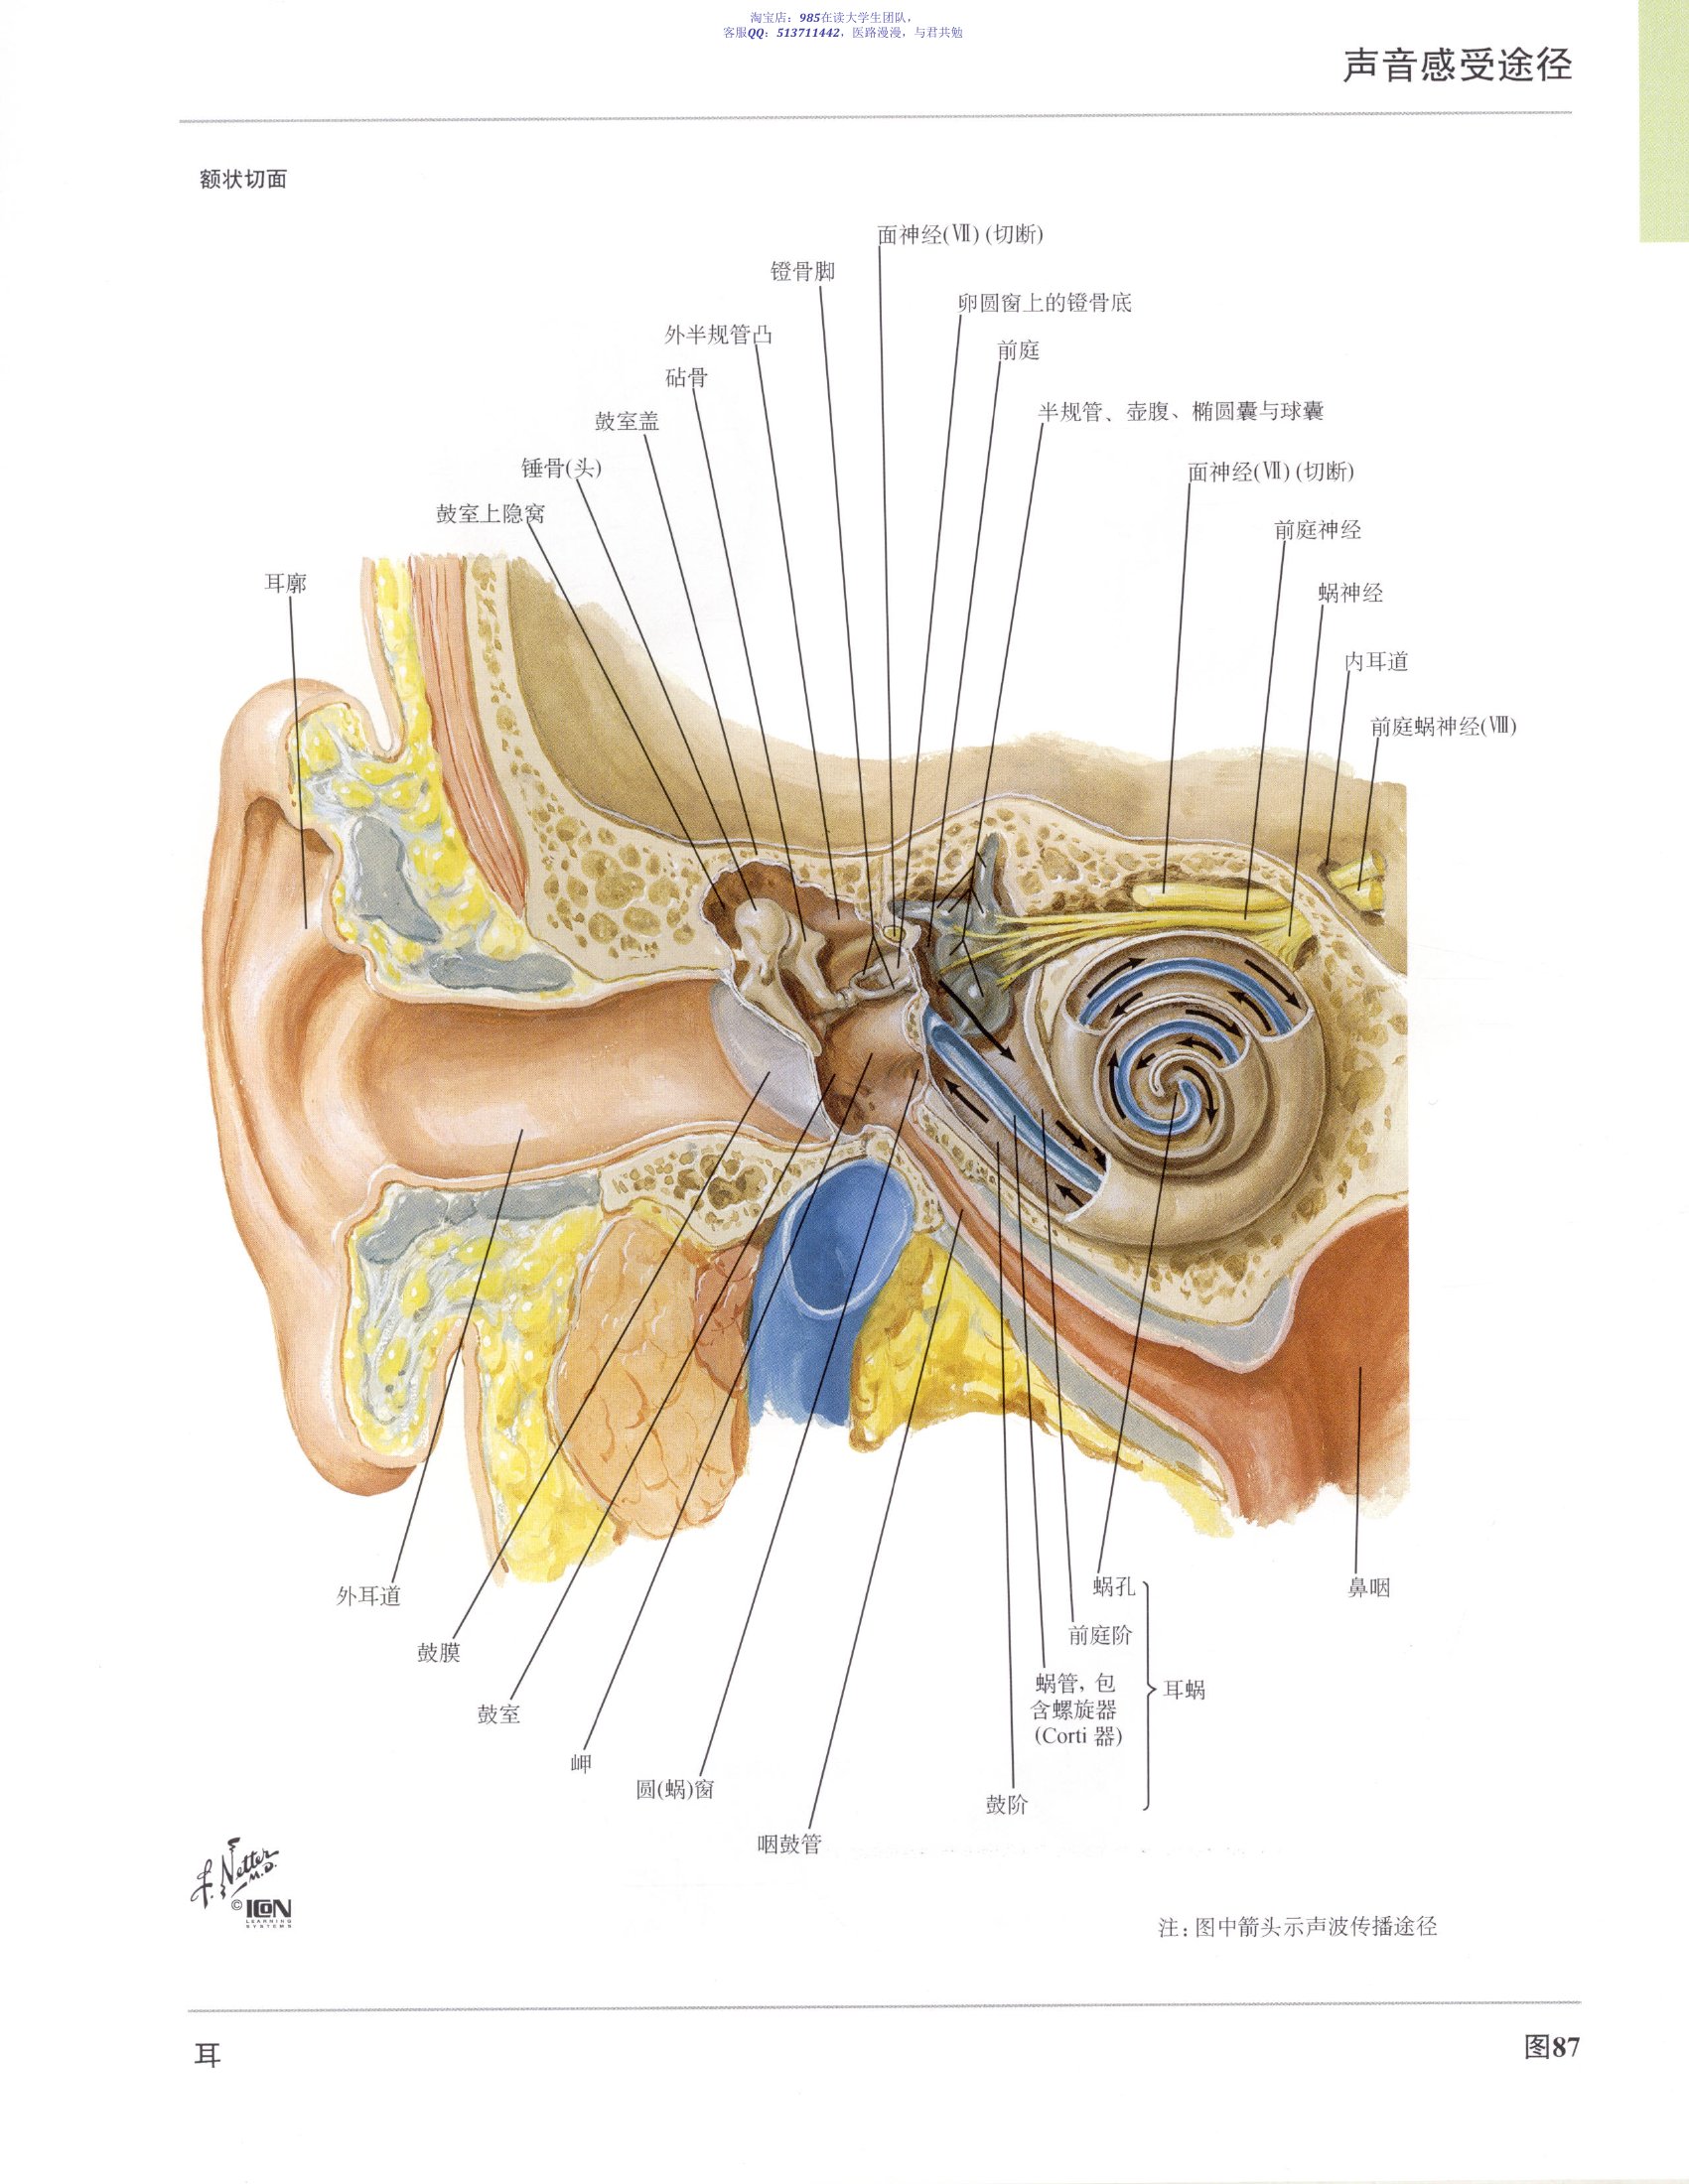 淘宝店：985在读大学生团队，
客服QQ：513711442，医路漫漫，与君共勉
声音感受途径
额状切面
面神经(Ⅶ)(切断)
镫骨脚
卵圆窗上的镫骨底
外半规管凸
前庭
砧骨
半规管、壶腹、椭圆囊与球囊
鼓室盖
锤骨(头)
面神经(Ⅶ)(切断)
鼓室上隐窝
前庭神经
耳廓
蜗神经
内耳道
前庭蜗神经(Ⅷ)
外耳道
蜗孔
鼻咽
鼓膜
前庭阶
蜗管，包
含螺旋器
(Corti 器)
耳蜗
鼓室
岬
圆(蜗)窗
鼓阶
咽鼓管
F. Netter
M.D.
© ICON
LEARNING
SYSTEMS
注：图中箭头示声波传播途径
耳
图87